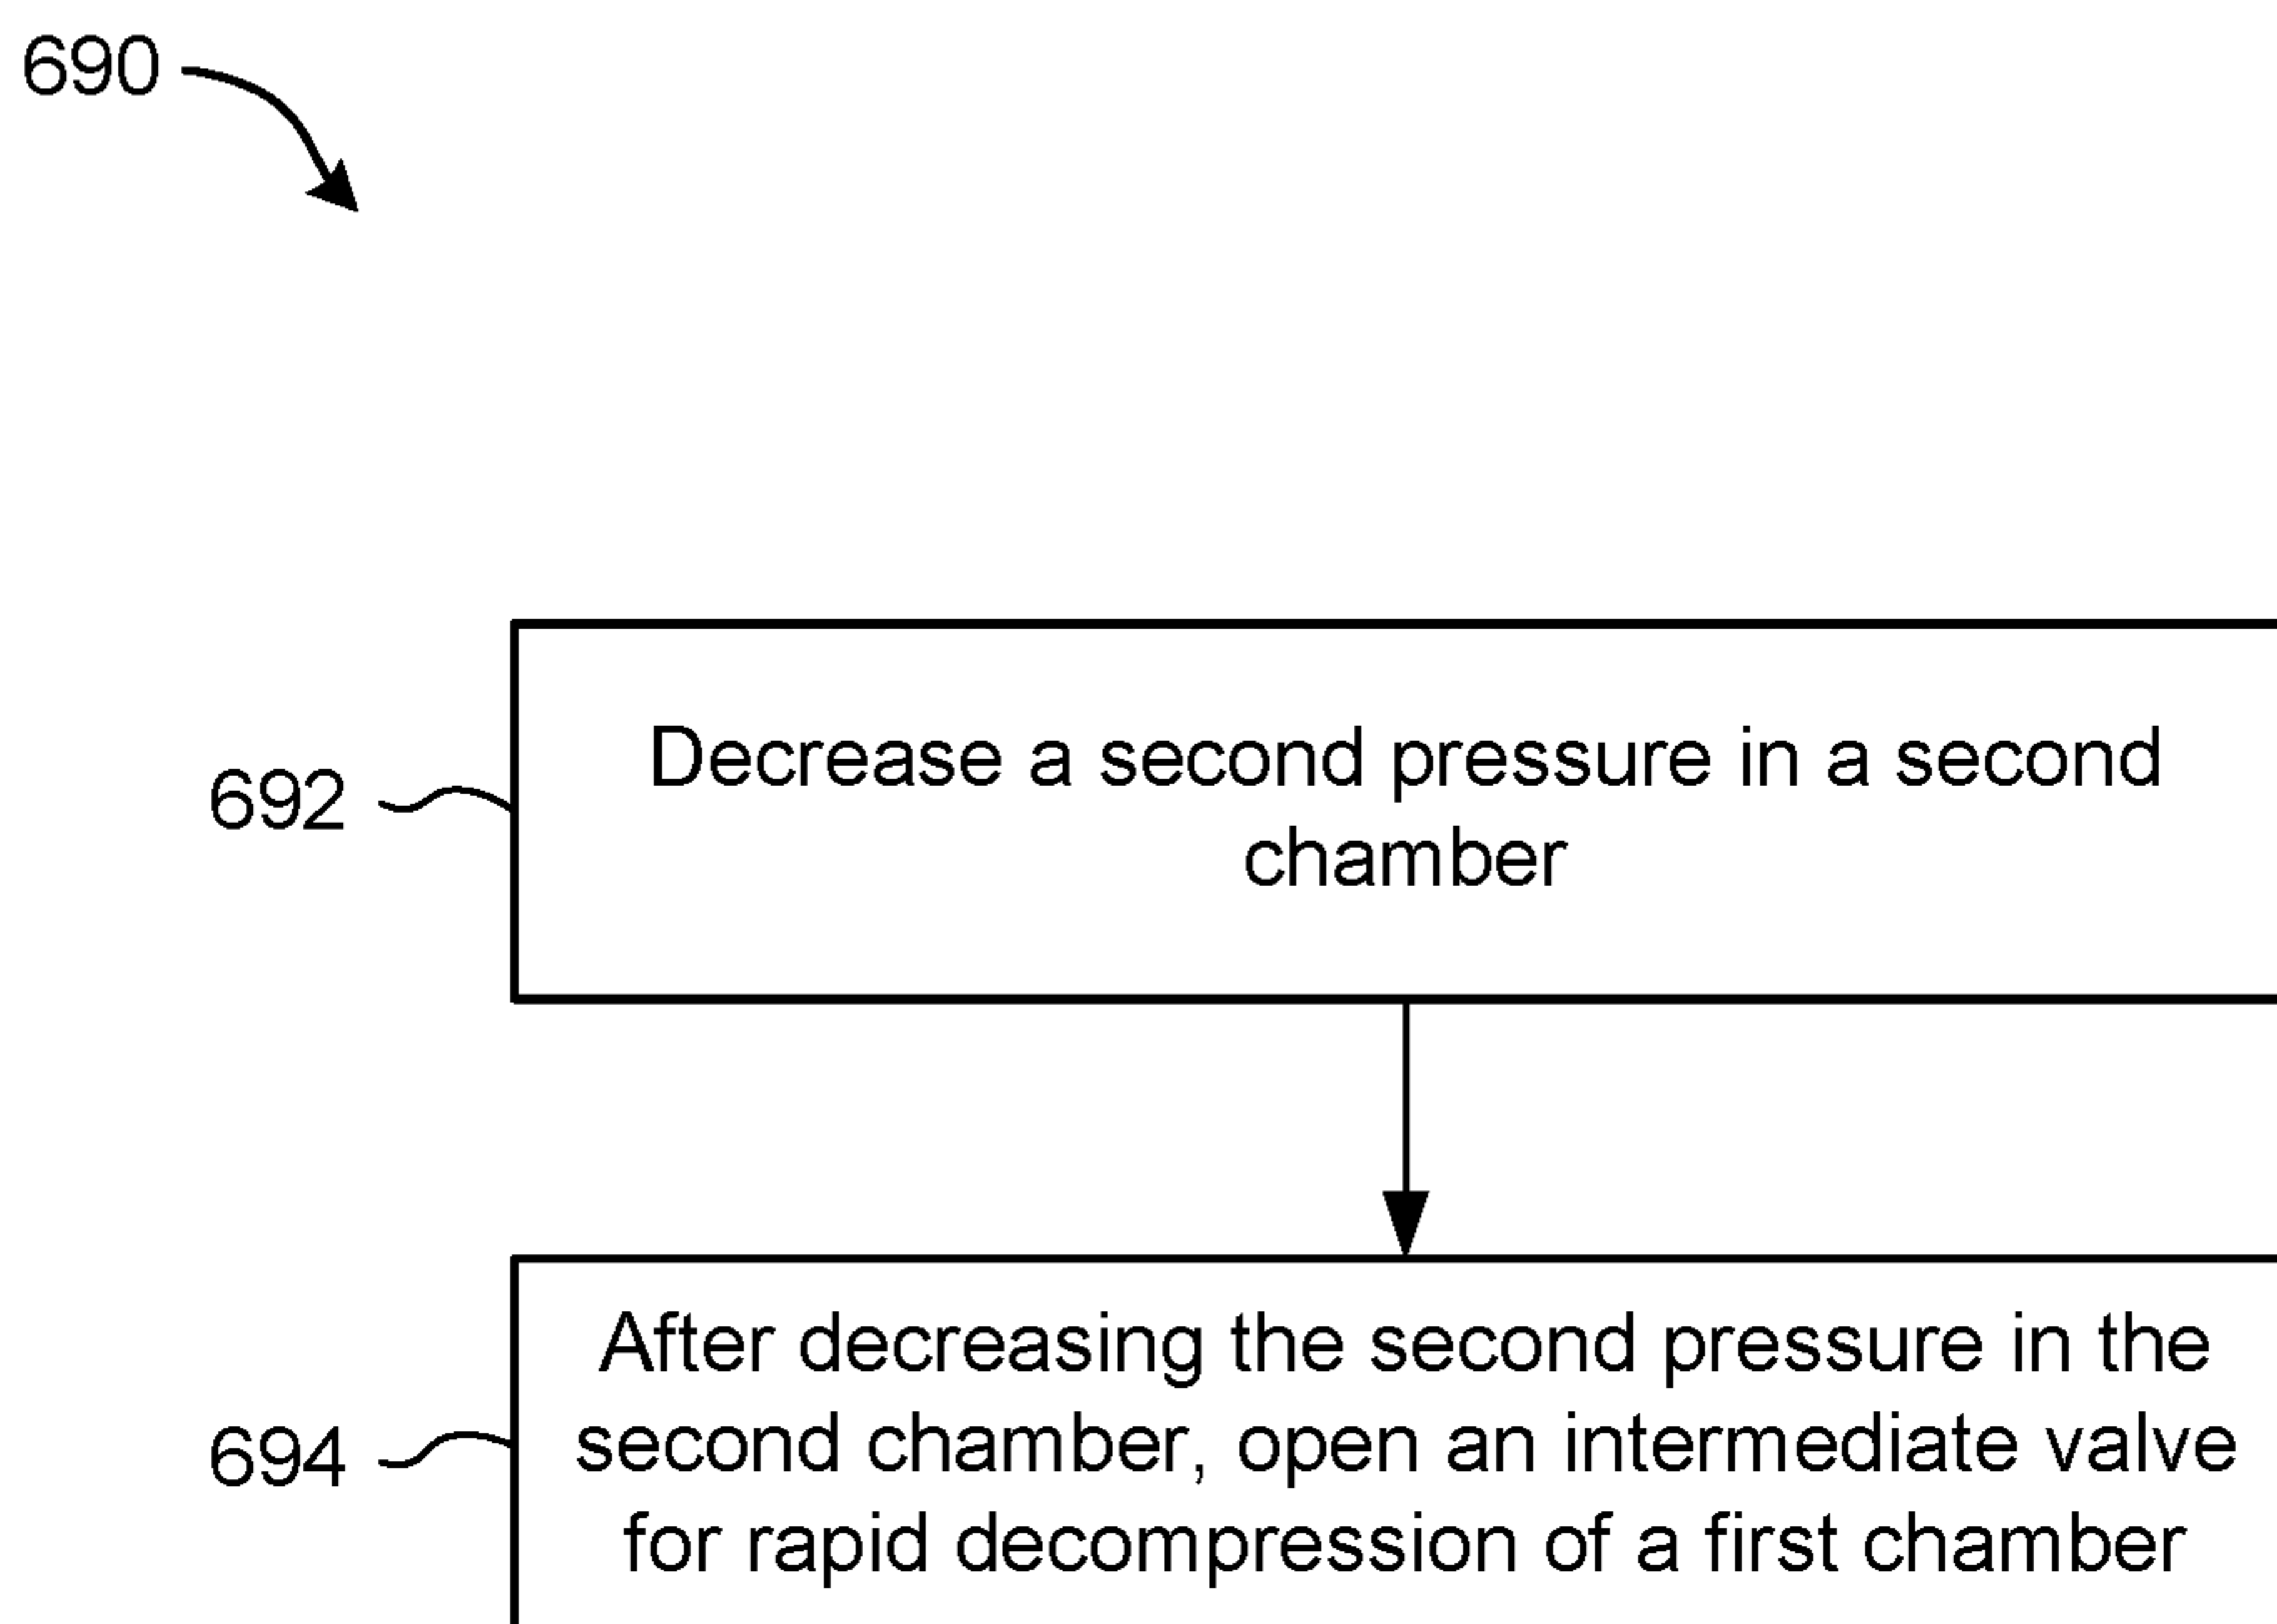 690
692
Decrease a second pressure in a second
chamber
694
After decreasing the second pressure in the
second chamber, open an intermediate valve
for rapid decompression of a first chamber